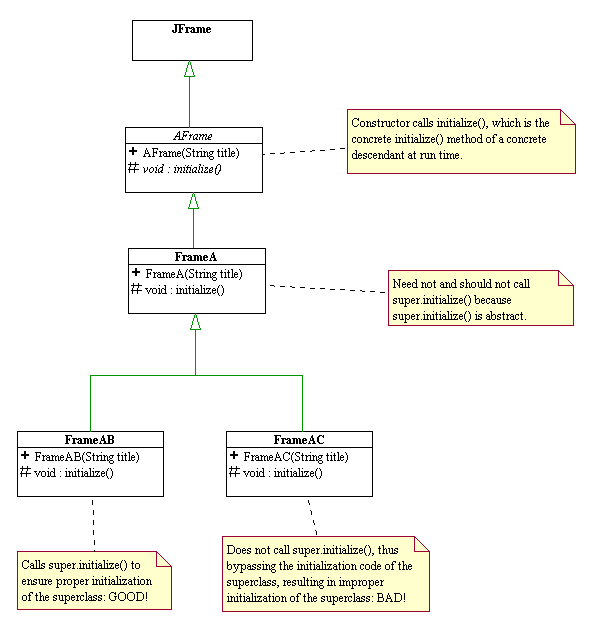 JFrame
AFrame
+ AFrame(String title)
# void : initialize()
Constructor calls initialize(), which is the
concrete initialize() method of a concrete
descendant at run time.
FrameA
+ FrameA(String title)
# void : initialize()
Need not and should not call
super.initialize() because
super.initialize() is abstract.
FrameAB
+ FrameAB(String title)
# void : initialize()
FrameAC
+ FrameAC(String title)
# void : initialize()
Calls super.initialize() to
ensure proper initialization
of the superclass: GOOD!
Does not call super.initialize(), thus
bypassing the initialization code of the
superclass, resulting in improper
initialization of the superclass: BAD!